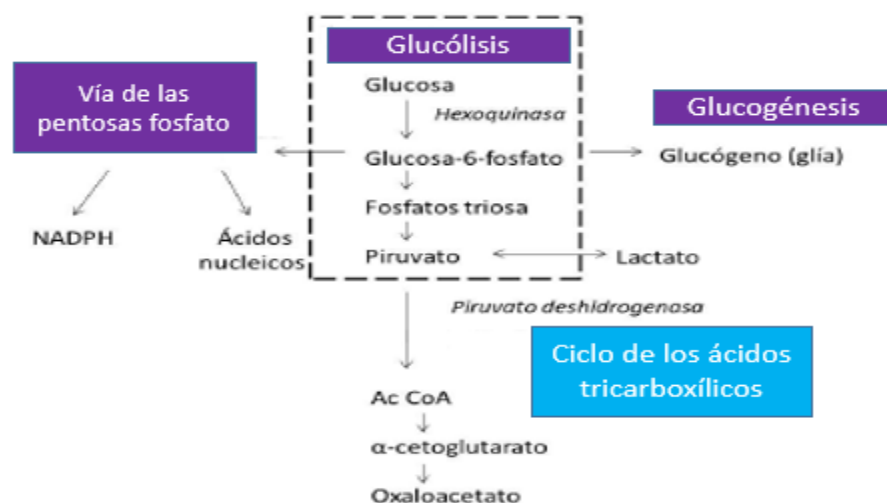 Glucólisis
Glucosa
Hexoquinasa
Vía de las
pentosas fosfato
Glucogénesis
Glucosa-6-fosfato
Glucógeno (glía)
Fosfatos triosa
NADPH
Ácidos
nucleicos
Piruvato
Lactato
Piruvato deshidrogenasa
Ciclo de los ácidos
tricarboxílicos
Ac CoA
α-cetoglutarato
Oxaloacetato